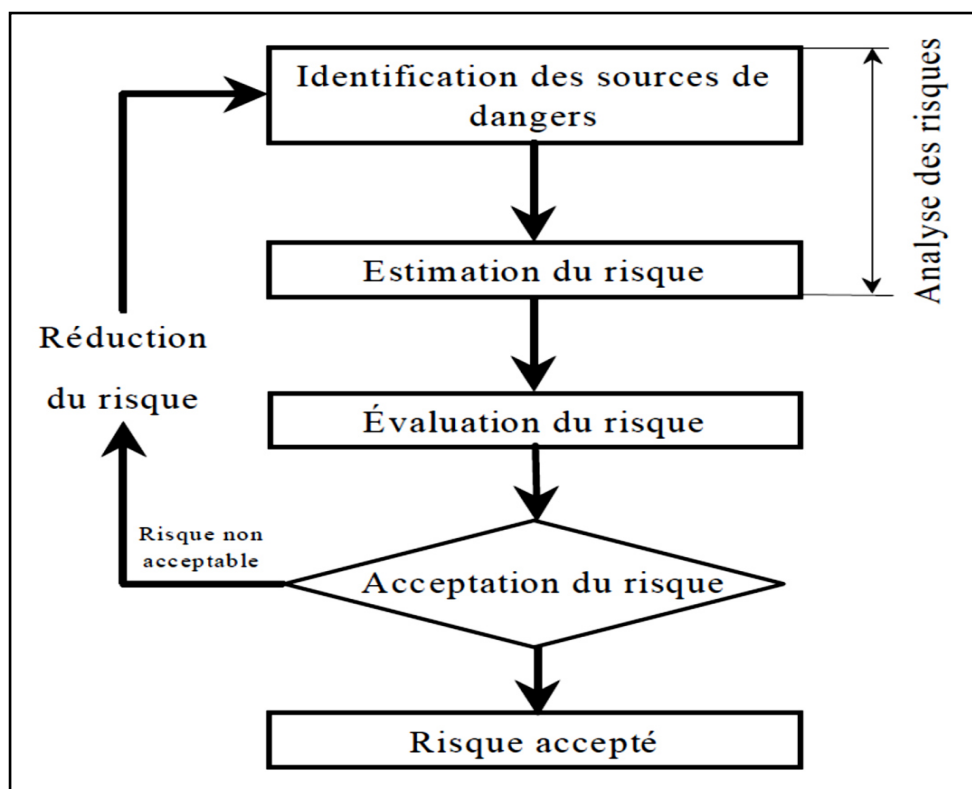 Identification des sources de
dangers
Analyse des risques
Estimation du risque
Réduction
du risque
Évaluation du risque
Risque non
acceptable
Acceptation du risque
Risque accepté